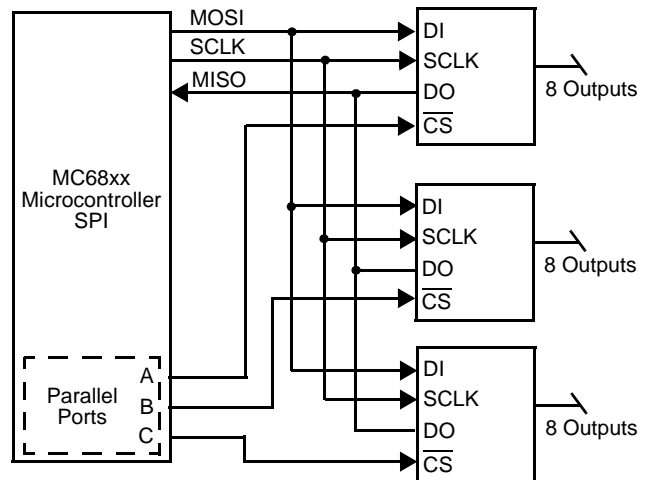 MOSI
SCLK
MISO
MC68xx
Microcontroller
SPI
Parallel
Ports
A
B
C
DI
SCLK
DO
CS
8 Outputs
DI
SCLK
DO
CS
8 Outputs
DI
SCLK
DO
CS
8 Outputs